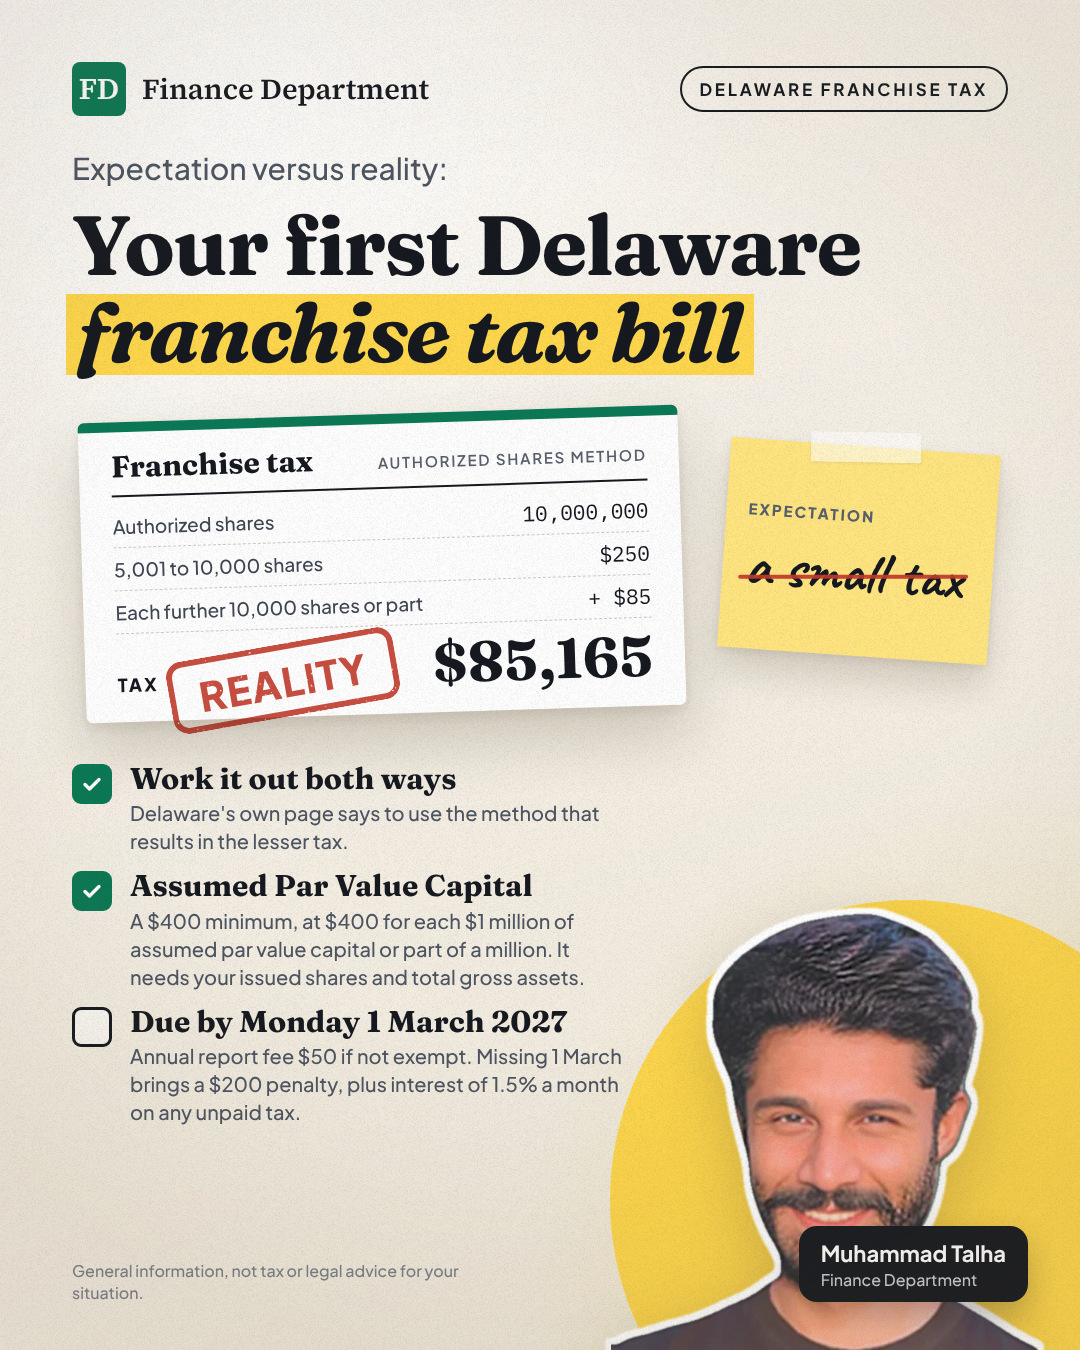 FD Finance Department
DELAWARE FRANCHISE TAX
Expectation versus reality:
Your first Delaware
franchise tax bill
Franchise tax AUTHORIZED SHARES METHOD
Authorized shares 10,000,000
5,001 to 10,000 shares $250
Each further 10,000 shares or part + $85
TAX REALITY $85,165
EXPECTATION
a small tax
Work it out both ways
Delaware's own page says to use the method that
results in the lesser tax.
Assumed Par Value Capital
A $400 minimum, at $400 for each $1 million of
assumed par value capital or part of a million. It
needs your issued shares and total gross assets.
Due by Monday 1 March 2027
Annual report fee $50 if not exempt. Missing 1 March
brings a $200 penalty, plus interest of 1.5% a month
on any unpaid tax.
Muhammad Talha
Finance Department
General information, not tax or legal advice for your
situation.